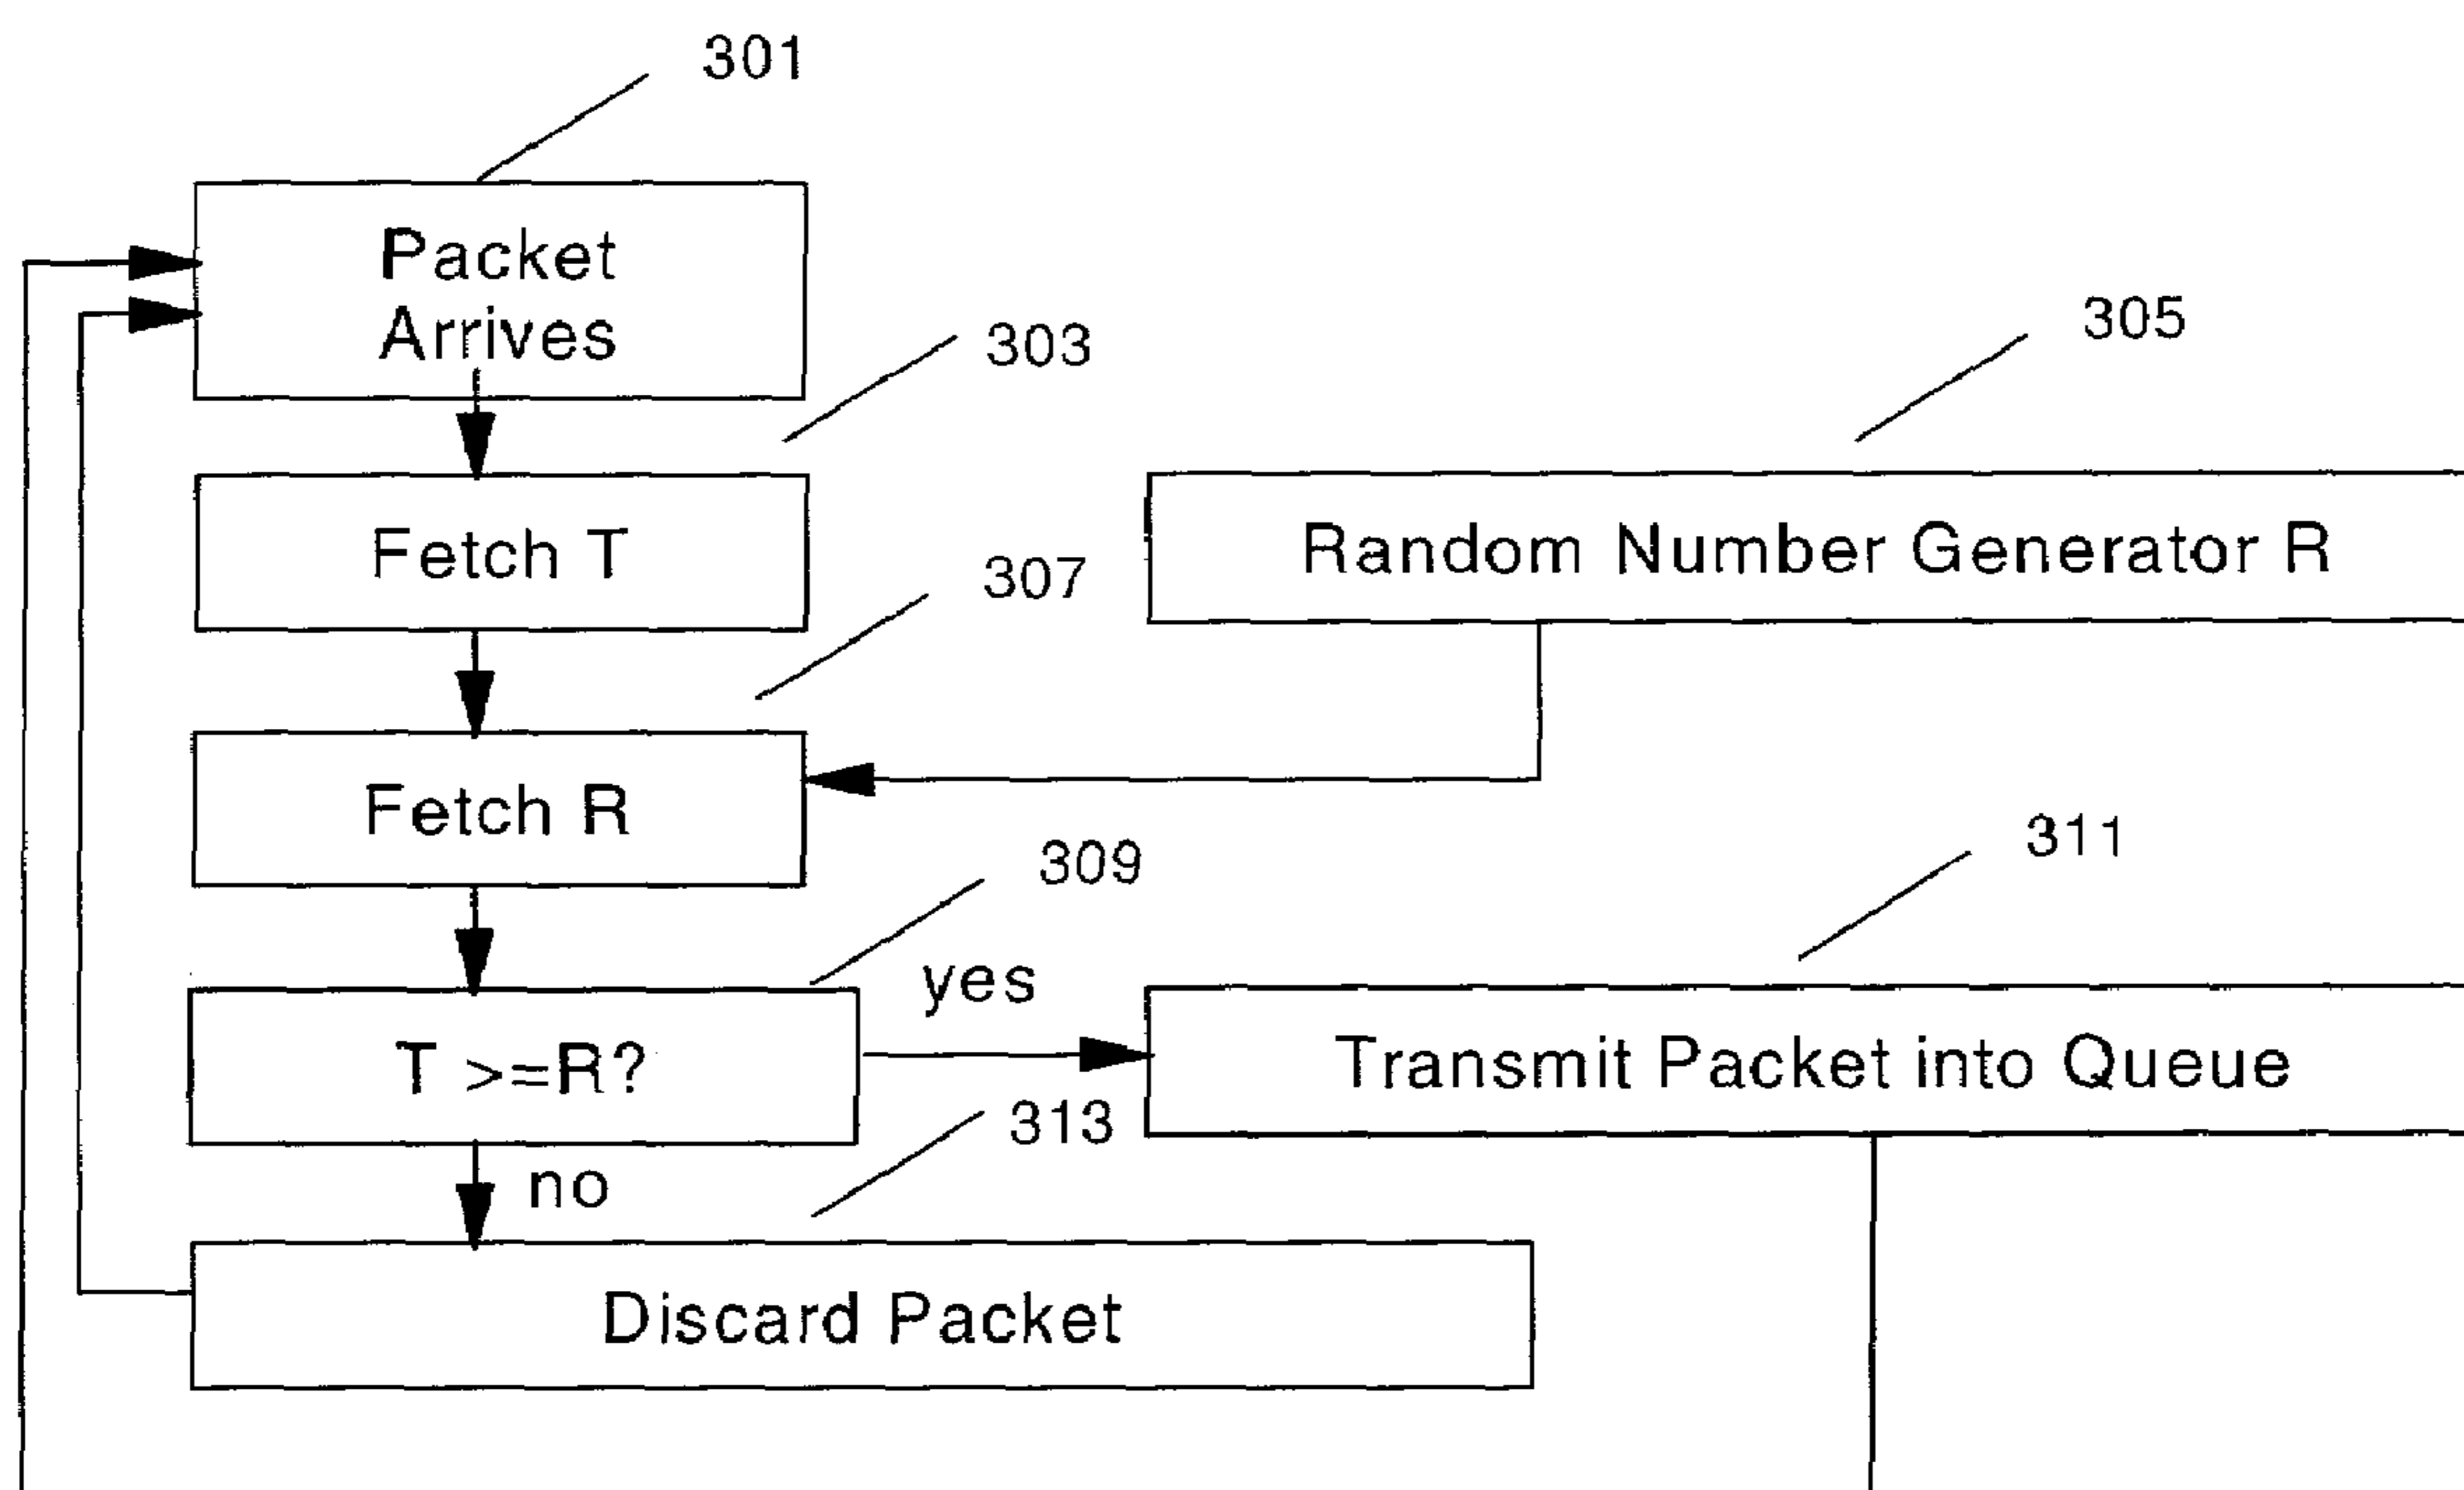 301
Packet
Arrives
303
305
Fetch T
Random Number Generator R
307
Fetch R
309
311
yes
T >=R?
Transmit Packet into Queue
313
no
Discard Packet